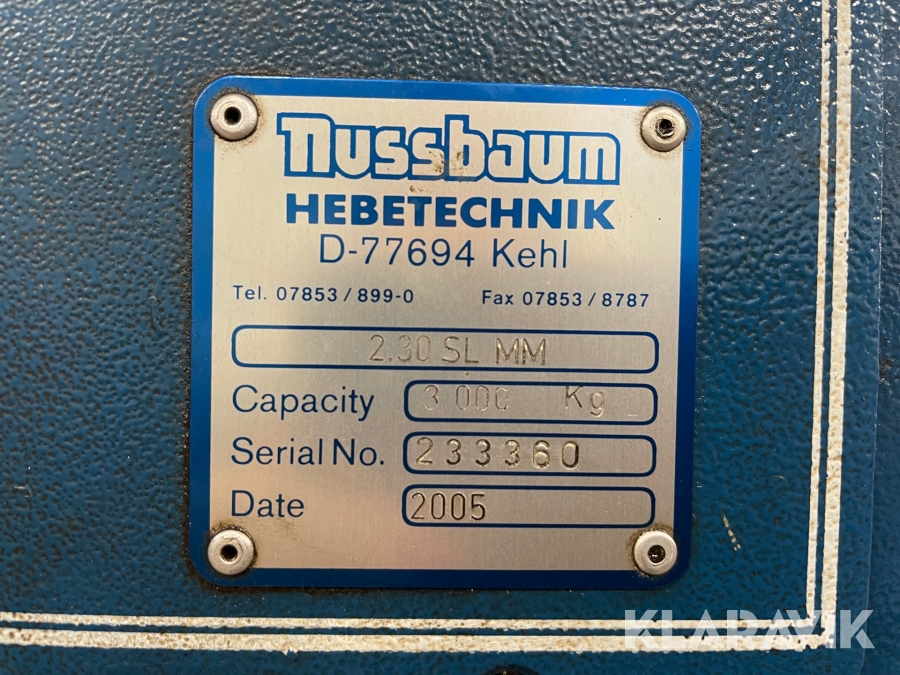 nussbaum
HEBETECHNIK
D-77694 Kehl
Tel. 07853 / 899-0 Fax 07853 / 8787
2.30 SL MM
Capacity 3 000 Kg
Serial No. 233360
Date 2005
KLARAVIK